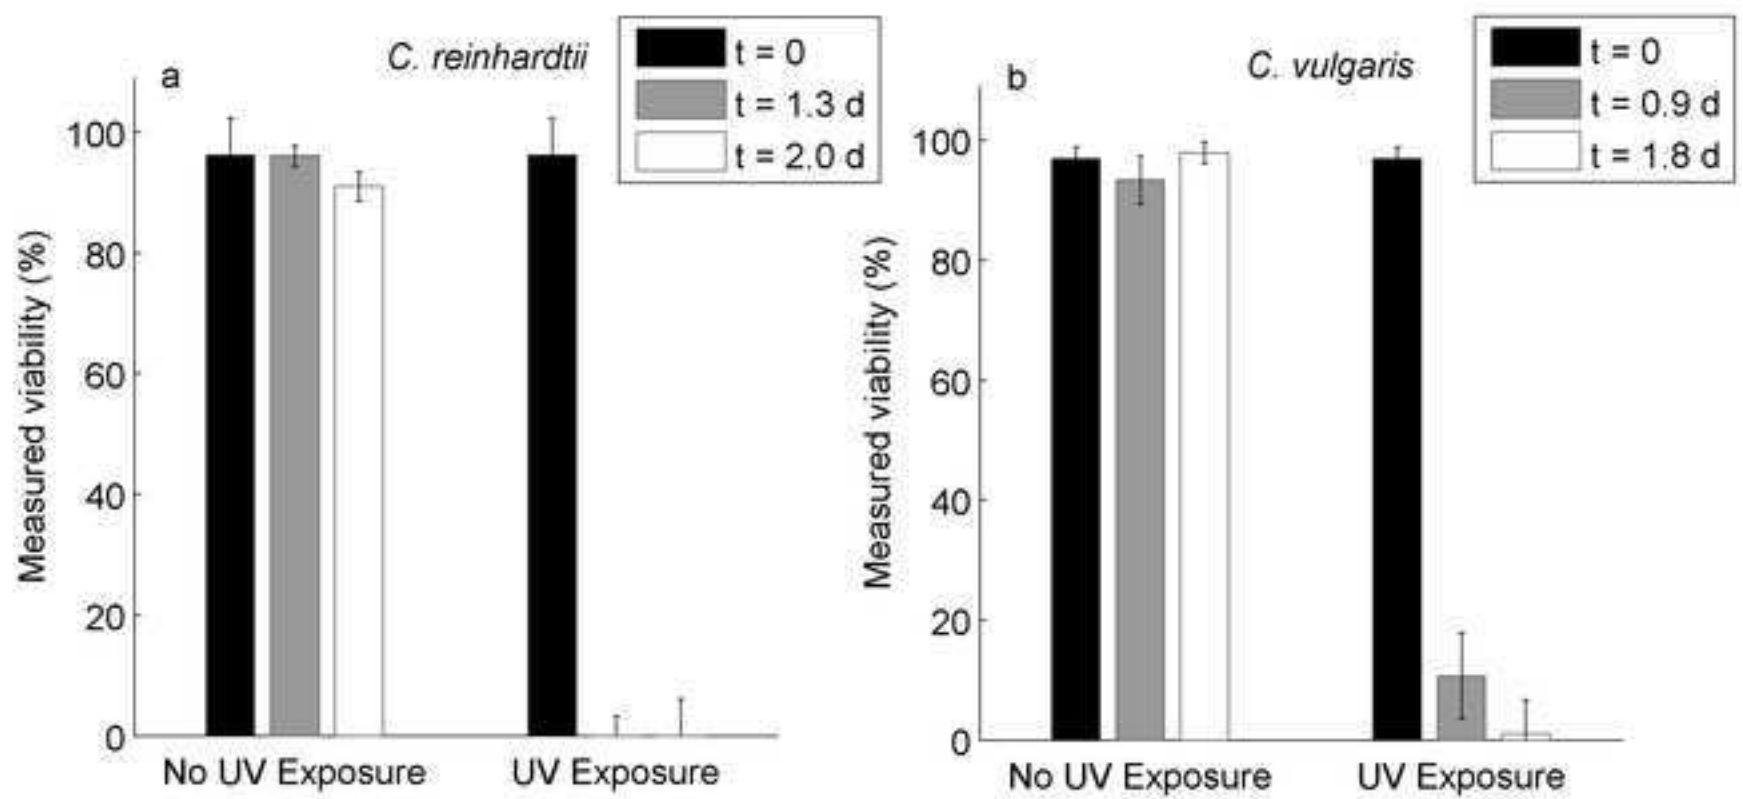 a
C. reinhardtii
t = 0
t = 1.3 d
t = 2.0 d
Measured viability (%)
100
80
60
40
20
0
No UV Exposure
UV Exposure
b
C. vulgaris
t = 0
t = 0.9 d
t = 1.8 d
Measured viability (%)
100
80
60
40
20
0
No UV Exposure
UV Exposure